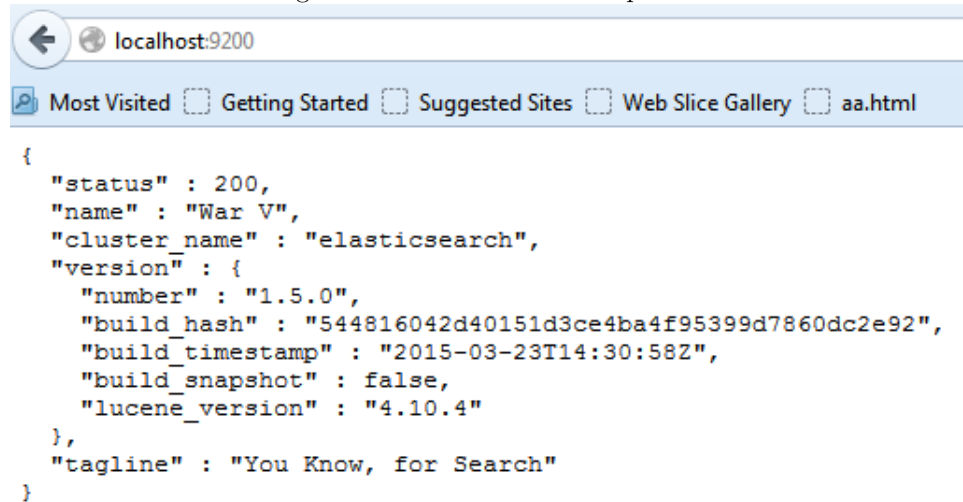 localhost:9200
Most Visited Getting Started Suggested Sites Web Slice Gallery aa.html
{
"status" : 200,
"name" : "War V",
"cluster_name" : "elasticsearch",
"version" : {
"number" : "1.5.0",
"build_hash" : "544816042d40151d3ce4ba4f95399d7860dc2e92",
"build_timestamp" : "2015-03-23T14:30:58Z",
"build_snapshot" : false,
"lucene_version" : "4.10.4"
},
"tagline" : "You Know, for Search"
}